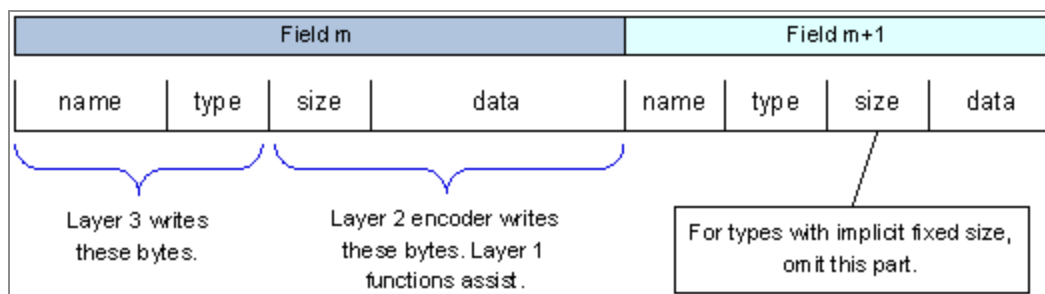 Field m Field m+1
name type size data name type size data
Layer 3 writes
these bytes.
Layer 2 encoder writes
these bytes. Layer 1
functions assist.
For types with implicit fixed size,
omit this part.